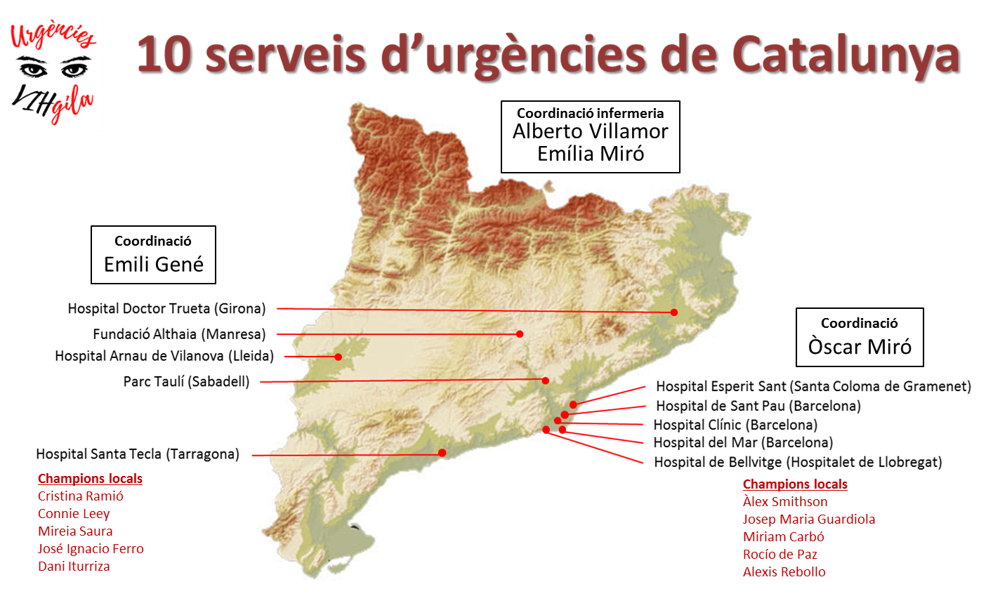 Urgències
VIHgila
10 serveis d’urgències de Catalunya
Coordinació infermeria
Alberto Villamor
Emília Miró
Coordinació
Emili Gené
Hospital Doctor Trueta (Girona)
Fundació Althaia (Manresa)
Hospital Arnau de Vilanova (Lleida)
Parc Taulí (Sabadell)
Hospital Santa Tecla (Tarragona)
Champions locals
Cristina Ramió
Connie Leey
Mireia Saura
José Ignacio Ferro
Dani Iturriza
Coordinació
Òscar Miró
Hospital Esperit Sant (Santa Coloma de Gramenet)
Hospital de Sant Pau (Barcelona)
Hospital Clínic (Barcelona)
Hospital del Mar (Barcelona)
Hospital de Bellvitge (Hospitalet de Llobregat)
Champions locals
Àlex Smithson
Josep Maria Guardiola
Miriam Carbó
Rocío de Paz
Alexis Rebollo